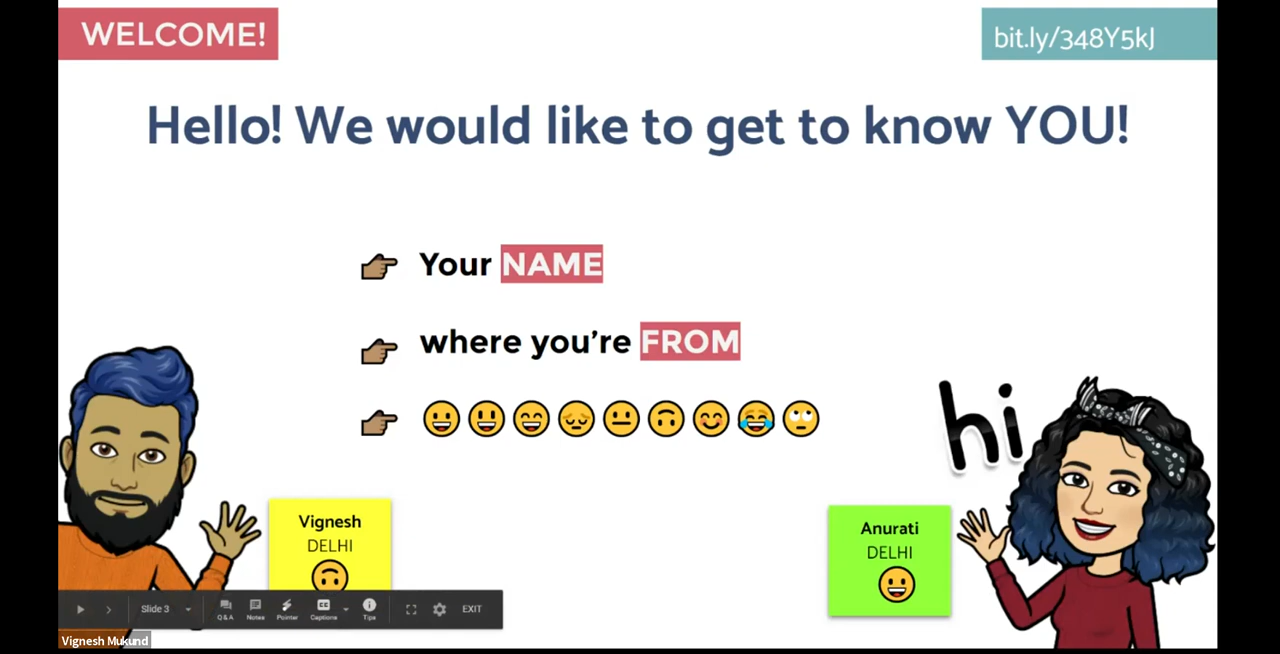 WELCOME!
bit.ly/348Y5kJ
Hello! We would like to get to know YOU!
Your NAME
where you're FROM
hi
Vignesh
DELHI
Anurati
DELHI
Slide 3
Q&A
Notes
Pointer
Captions
Tips
EXIT
Vignesh Mukund